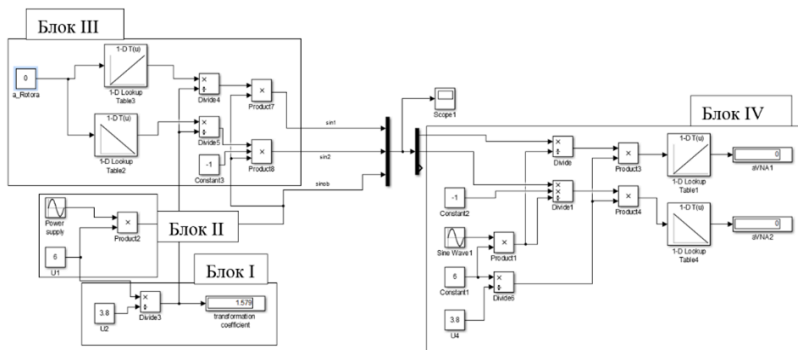 Блок III
1-D T(u)
0
a_Rotora
1-D Lookup
Table3
Divide4
Product7
1-D T(u)
1-D Lookup
Table2
Divide5
-1
Constant3
Product8
sin1
sin2
sinob
Scope1
Блок II
Power
supply
Product2
6
U1
Блок I
3.8
U2
Divide3
1.579
transformation
coefficient
Блок IV
Divide
Product3
1-D T(u)
1-D Lookup
Table1
0
aVNA1
-1
Constant2
Divide1
Product4
1-D T(u)
1-D Lookup
Table4
0
aVNA2
Sine Wave1
Product1
6
Constant1
Divide6
3.8
U4